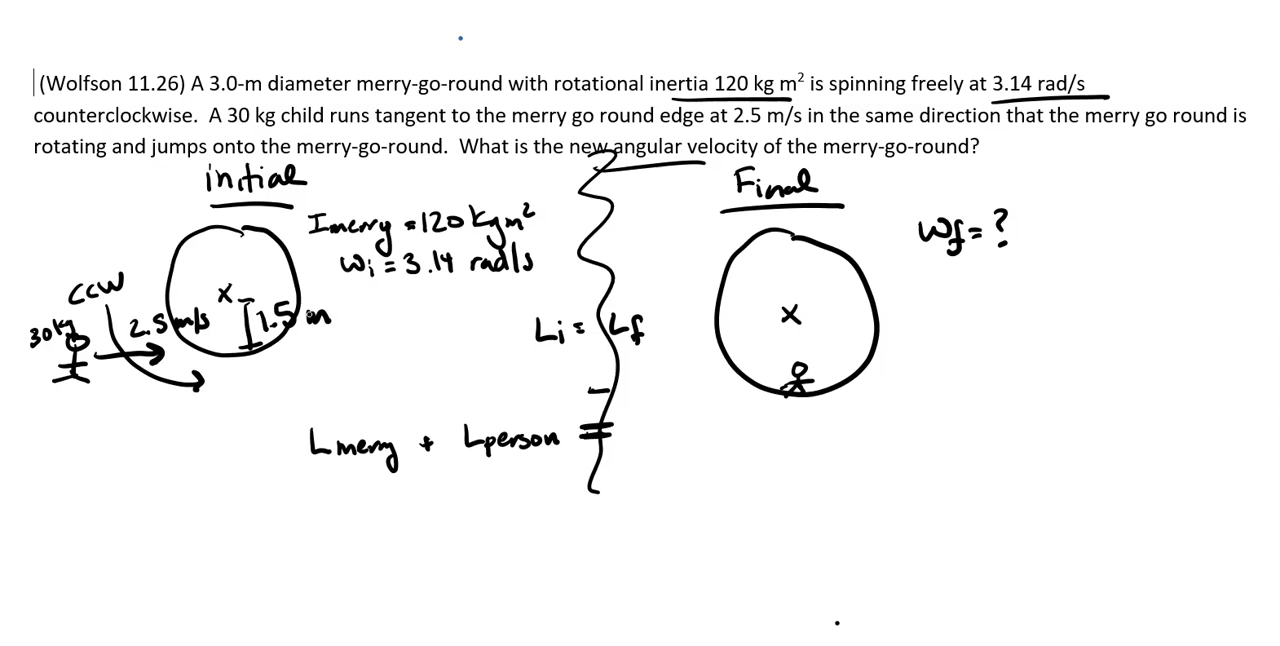 (Wolfson 11.26) A 3.0-m diameter merry-go-round with rotational inertia 120 kg m² is spinning freely at 3.14 rad/s
counterclockwise. A 30 kg child runs tangent to the merry go round edge at 2.5 m/s in the same direction that the merry go round is
rotating and jumps onto the merry-go-round. What is the new angular velocity of the merry-go-round?
initial
Final
Imerry = 120 kg m²
ωi = 3.14 rad/s
ωf = ?
CCW
30 kg
2.5 m/s
1.5 m
x
x
Li = Lf
Lmerry + Lperson =